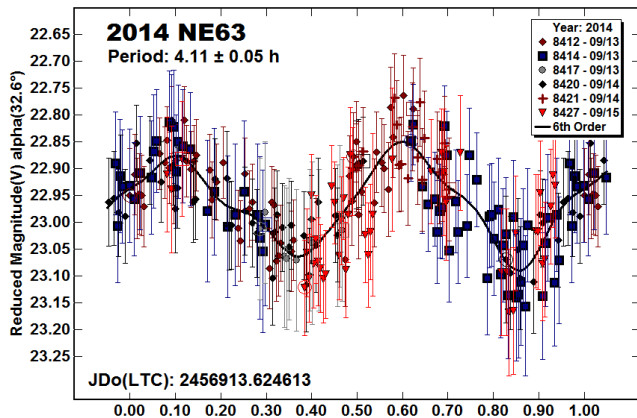 2014 NE63
Period: 4.11 ± 0.05 h
Year: 2014
8412 - 09/13
8414 - 09/13
8417 - 09/13
8420 - 09/14
8421 - 09/14
8427 - 09/15
6th Order
Reduced Magnitude(V) alpha(32.6°)
22.65
22.70
22.75
22.80
22.85
22.90
22.95
23.00
23.05
23.10
23.15
23.20
23.25
JDo(LTC): 2456913.624613
0.00 0.10 0.20 0.30 0.40 0.50 0.60 0.70 0.80 0.90 1.00